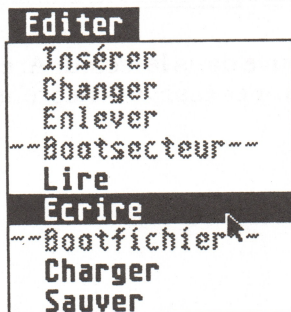 Editer
Insérer
Changer
Enlever
~~Bootsecteur~~
Lire
Ecrire
~~Bootfichier~~
Charger
Sauver